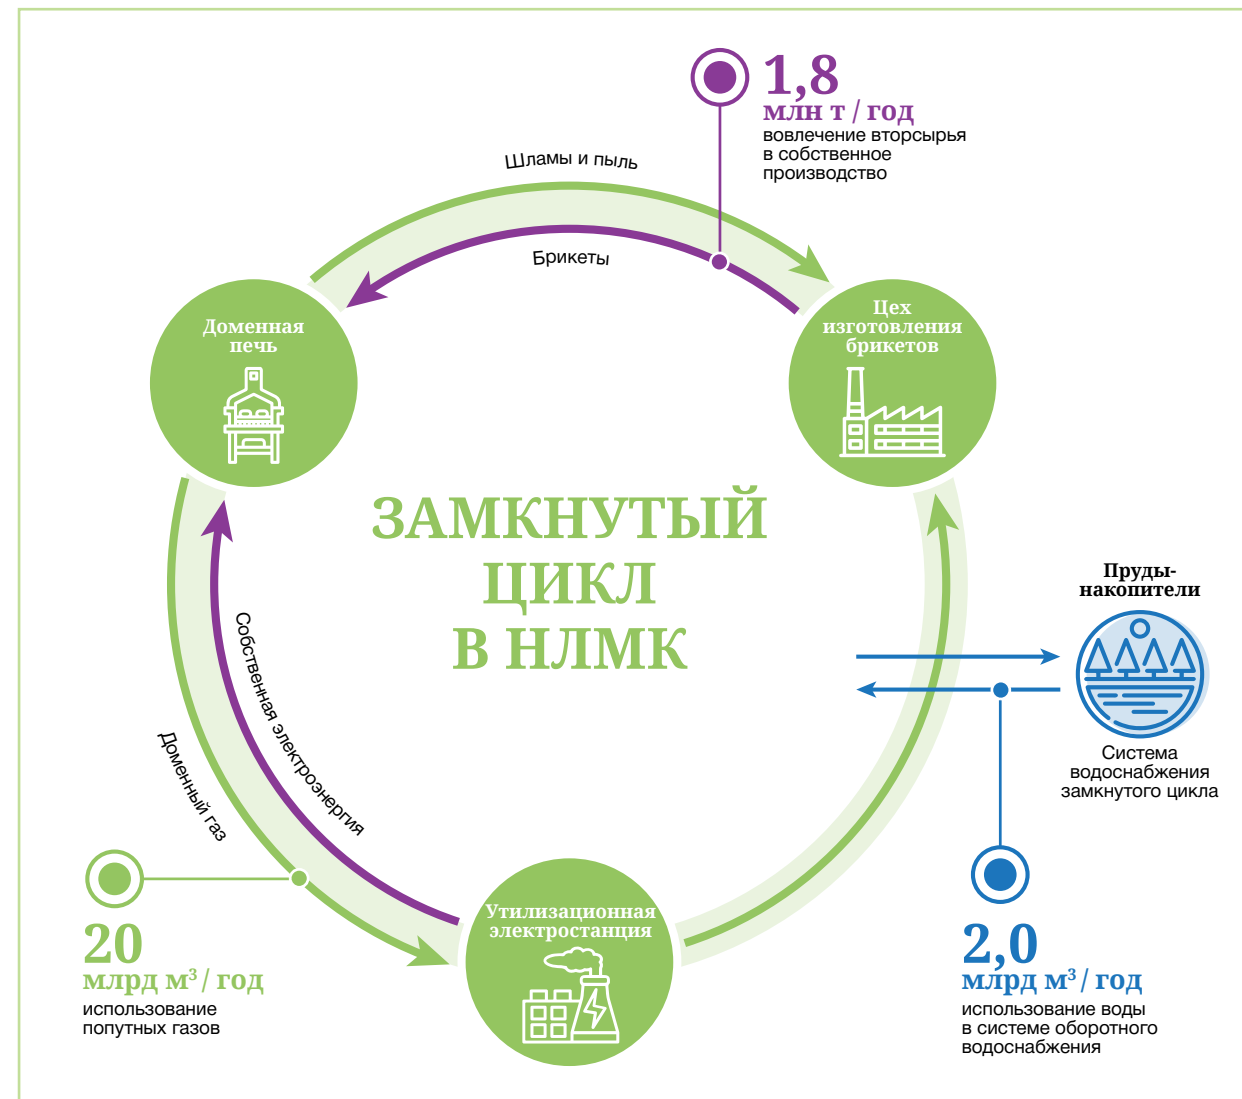 1,8
млн т / год
вовлечение вторсырья
в собственное
производство
Шламы и пыль
Брикеты
Доменная
печь
Цех
изготовления
брикетов
ЗАМКНУТЫЙ
ЦИКЛ
В НЛМК
Пруды-
накопители
Система
водоснабжения
замкнутого цикла
Собственная электроэнергия
Доменный газ
Утилизационная
электростанция
20
млрд м³ / год
использование
попутных газов
2,0
млрд м³ / год
использование воды
в системе оборотного
водоснабжения